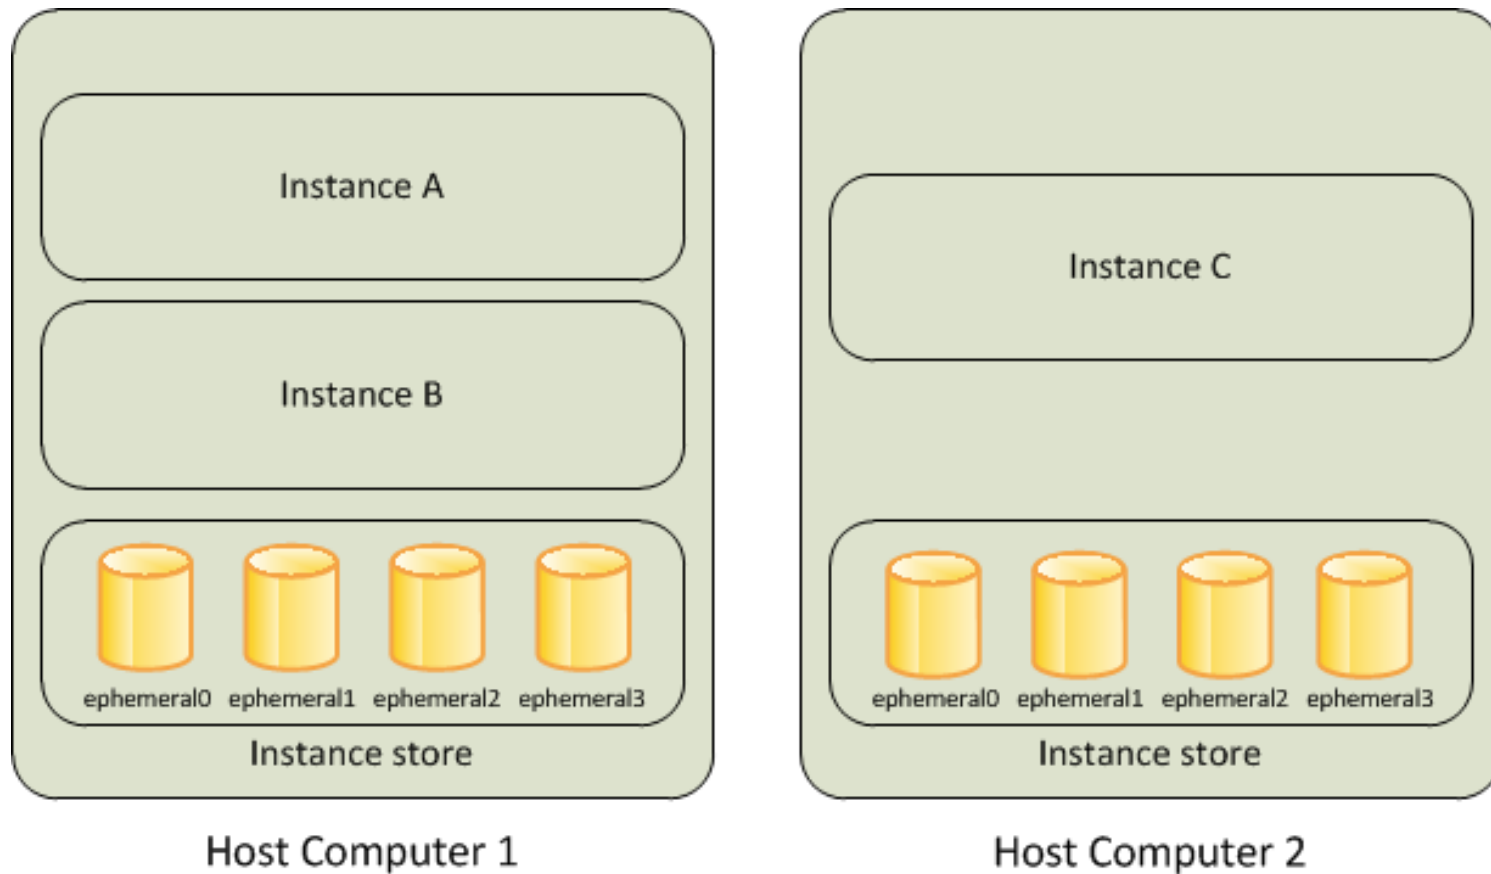 Instance A
Instance B
ephemeral0 ephemeral1 ephemeral2 ephemeral3
Instance store
Host Computer 1
Instance C
ephemeral0 ephemeral1 ephemeral2 ephemeral3
Instance store
Host Computer 2